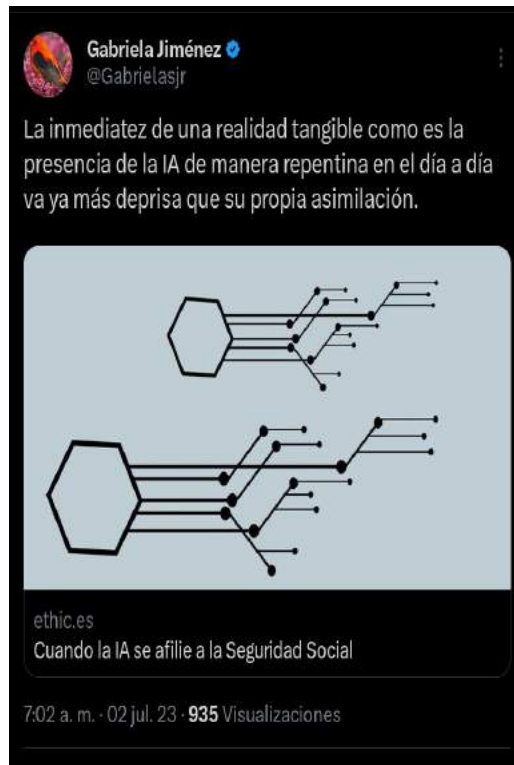 Gabriela Jiménez
@Gabrielasjr
La inmediatez de una realidad tangible como es la
presencia de la IA de manera repentina en el día a día
va ya más deprisa que su propia asimilación.
ethic.es
Cuando la IA se afilie a la Seguridad Social
7:02 a. m. · 02 jul. 23 · 935 Visualizaciones